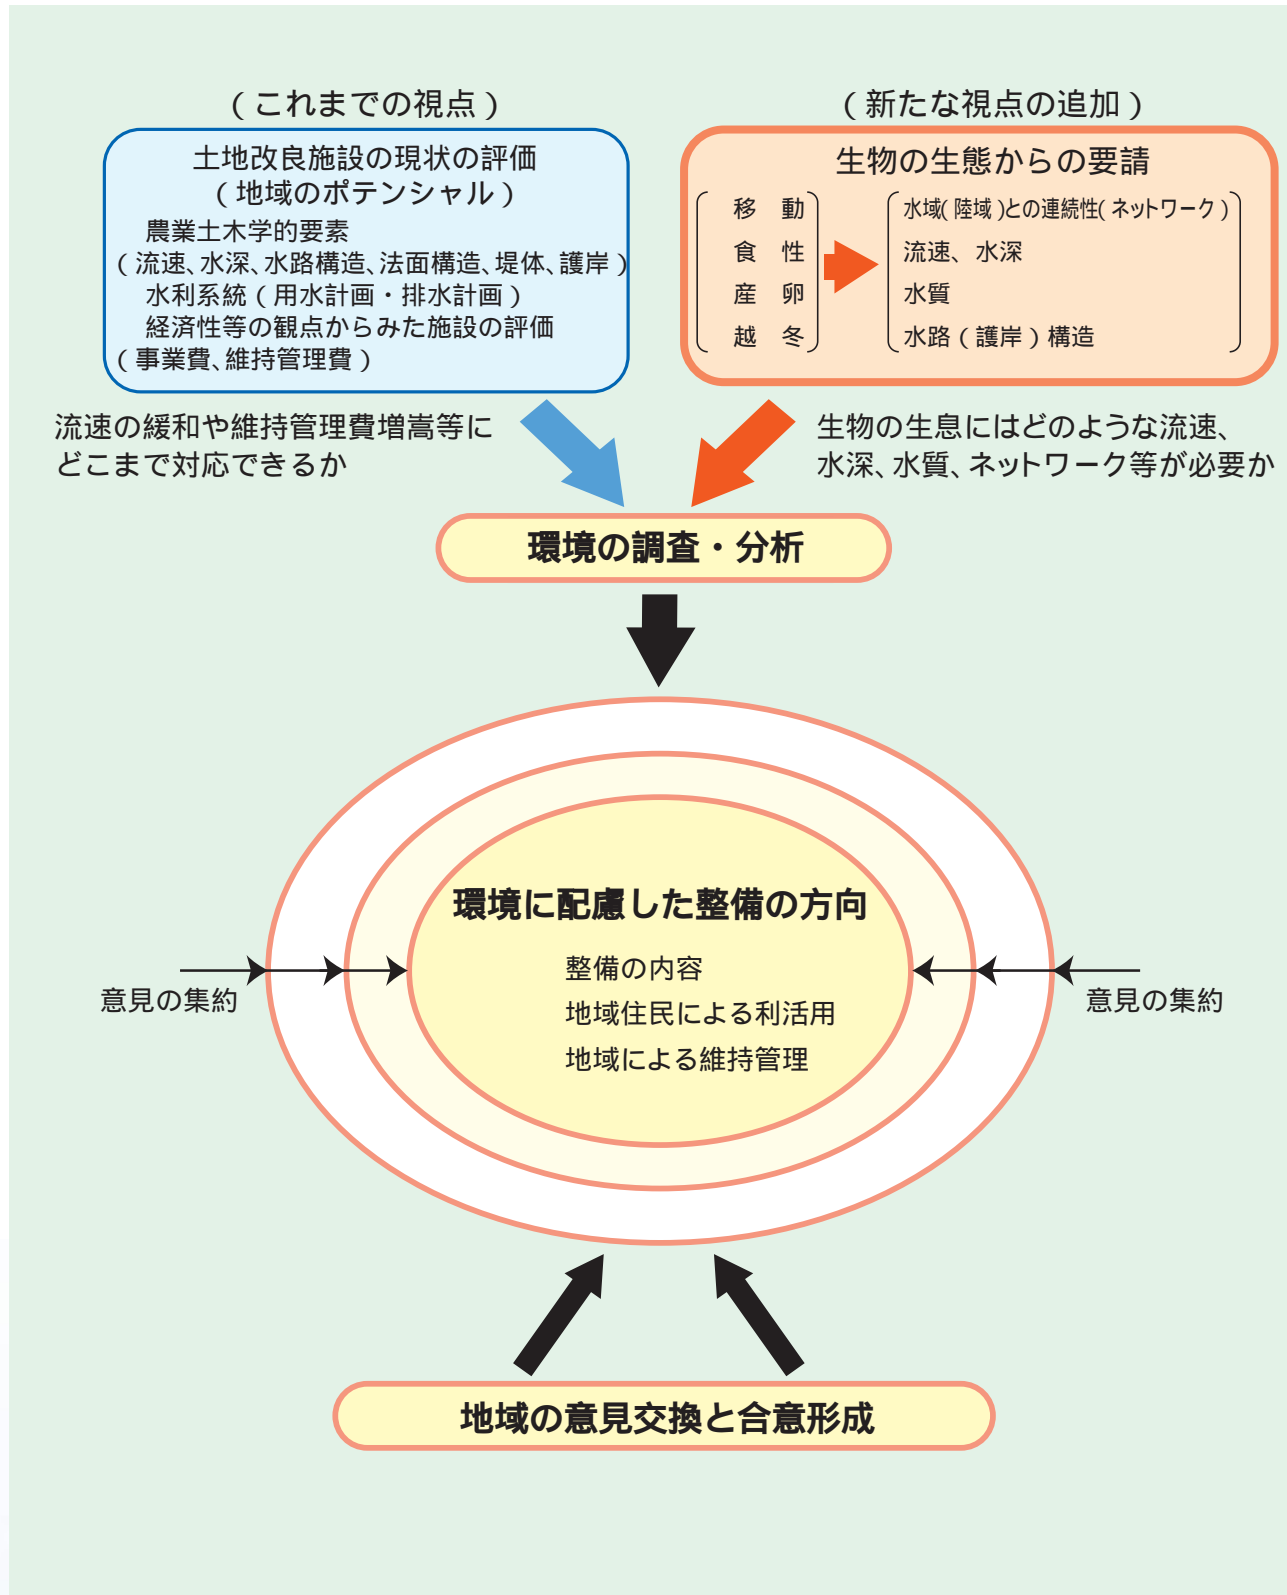 （これまでの視点）
土地改良施設の現状の評価
（地域のポテンシャル）
農業土木学的要素
（流速、水深、水路構造、法面構造、堤体、護岸）
水利系統（用水計画・排水計画）
経済性等の観点からみた施設の評価
（事業費、維持管理費）
（新たな視点の追加）
生物の生態からの要請
移　動
食　性
産　卵
越　冬
水域（陸域）との連続性（ネットワーク）
流速、水深
水質
水路（護岸）構造
流速の緩和や維持管理費増嵩等に
どこまで対応できるか
生物の生息にはどのような流速、
水深、水質、ネットワーク等が必要か
環境の調査・分析
環境に配慮した整備の方向
整備の内容
地域住民による利活用
地域による維持管理
意見の集約
意見の集約
地域の意見交換と合意形成